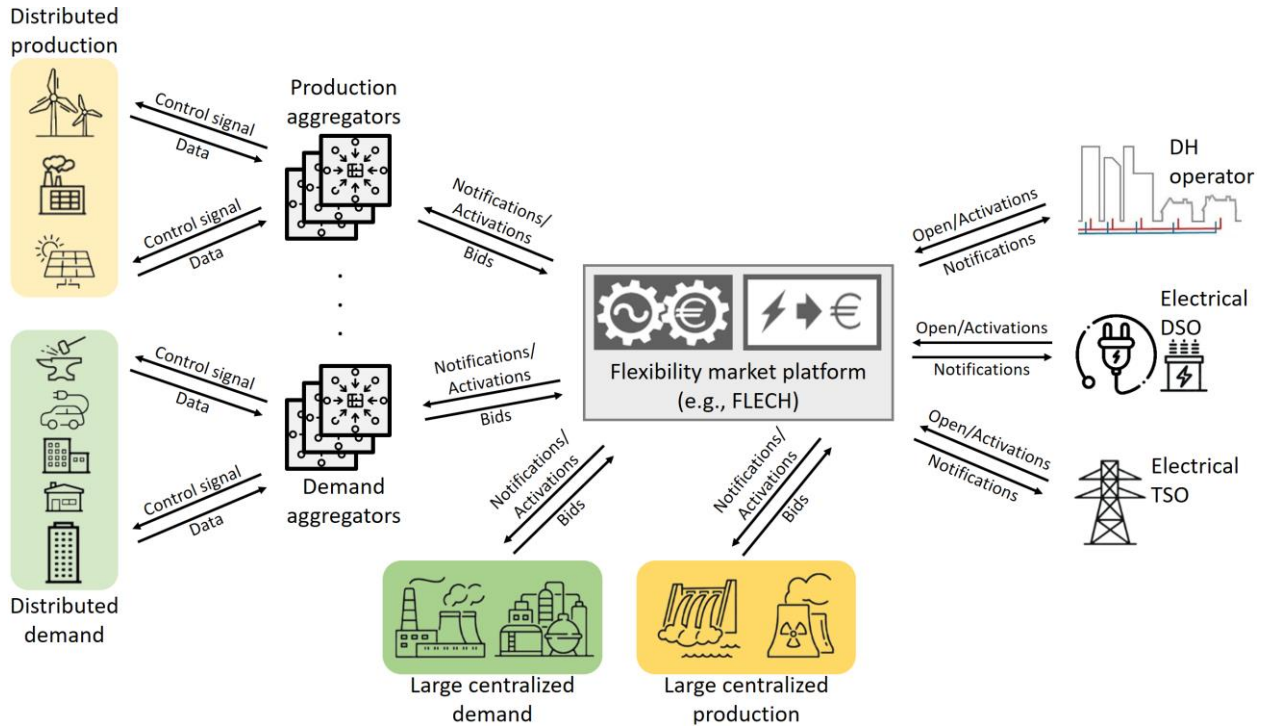 Distributed
production
Control signal
Data
Control signal
Data
Production
aggregators
Notifications/
Activations
Bids
DH
operator
Open/Activations
Notifications
Flexibility market platform
(e.g., FLECH)
Electrical
DSO
Open/Activations
Notifications
Open/Activations
Notifications
Electrical
TSO
Control signal
Data
Control signal
Data
Distributed
demand
Notifications/
Activations
Bids
Demand
aggregators
Notifications/
Activations
Bids
Notifications/
Activations
Bids
Large centralized
demand
Large centralized
production